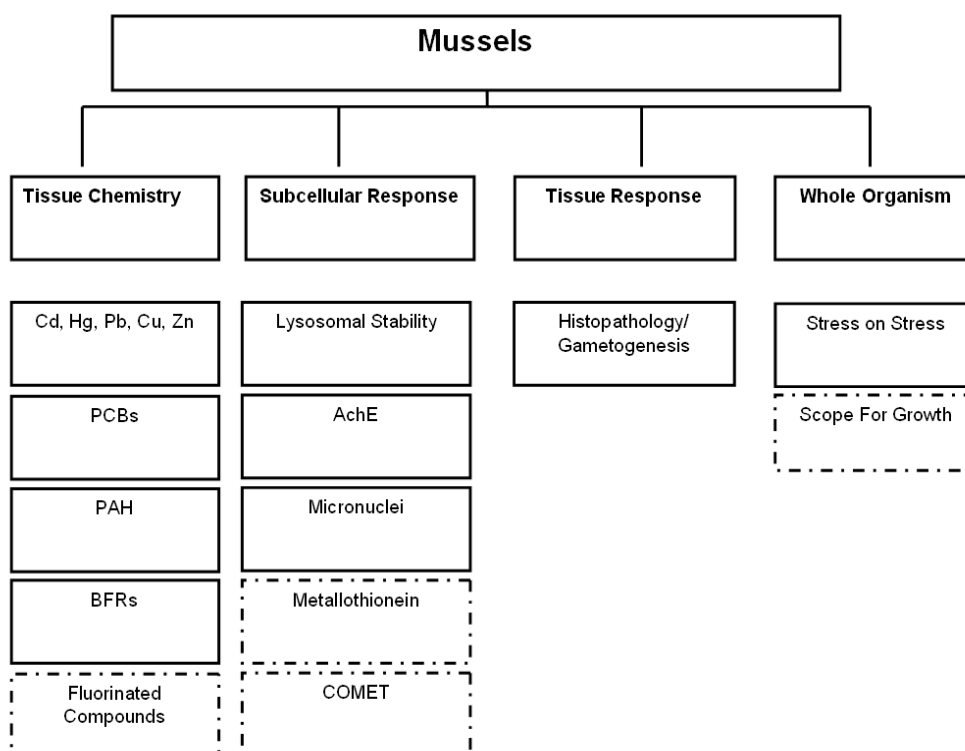 Mussels
Tissue Chemistry
Subcellular Response
Tissue Response
Whole Organism
Cd, Hg, Pb, Cu, Zn
Lysosomal Stability
Histopathology/
Gametogenesis
Stress on Stress
PCBs
AchE
Scope For Growth
PAH
Micronuclei
BFRs
Metallothionein
Fluorinated
Compounds
COMET